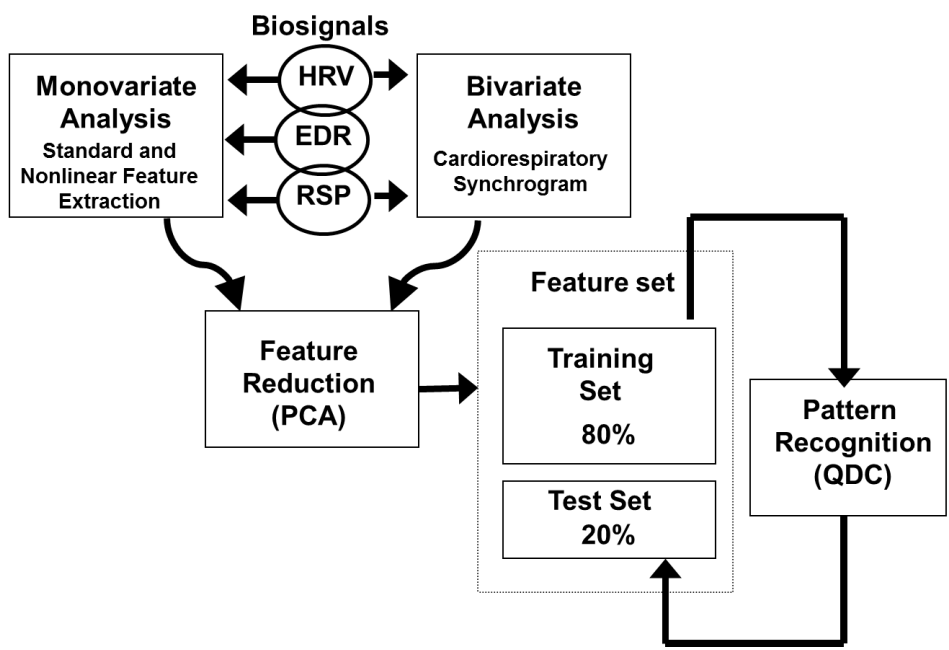 Biosignals
Monovariate
Analysis
Standard and
Nonlinear Feature
Extraction
HRV
EDR
RSP
Bivariate
Analysis
Cardiorespiratory
Synchrogram
Feature
Reduction
(PCA)
Feature set
Training
Set
80%
Test Set
20%
Pattern
Recognition
(QDC)